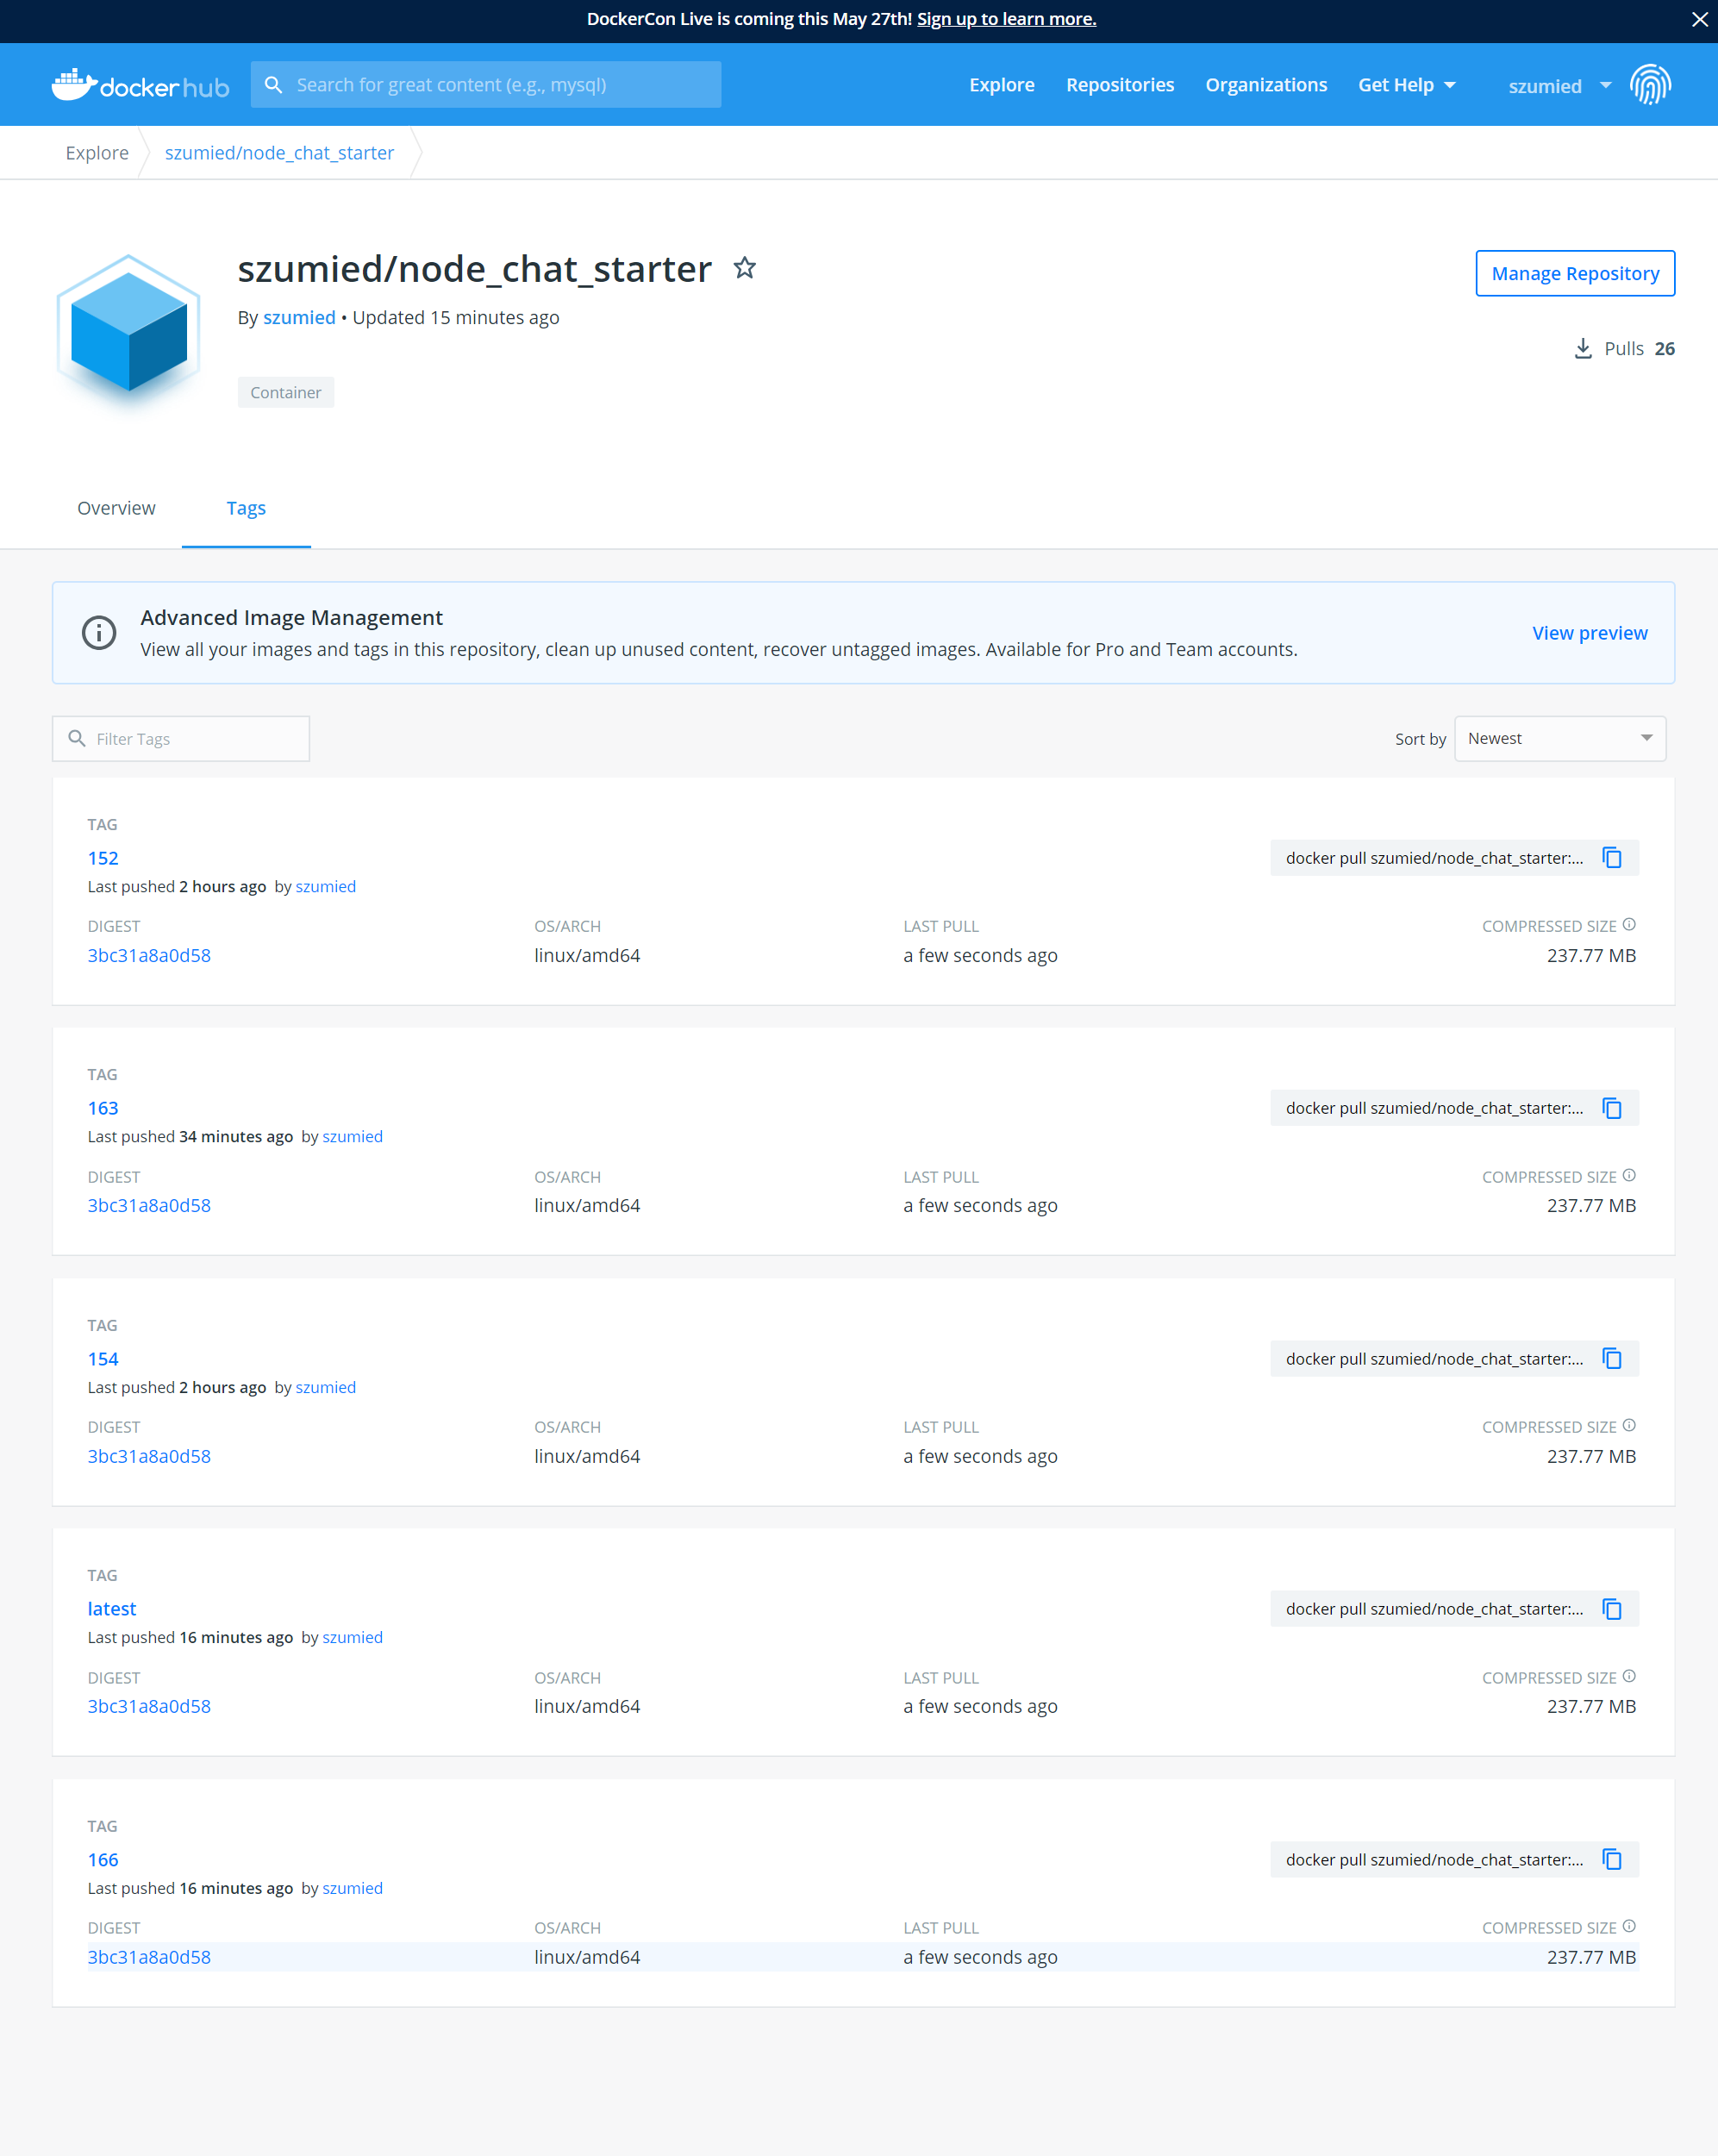 DockerCon Live is coming this May 27th! Sign up to learn more.
docker hub
Search for great content (e.g., mysql)
Explore
Repositories
Organizations
Get Help
szumied
Explore
szumied/node_chat_starter
szumied/node_chat_starter
Manage Repository
By szumied • Updated 15 minutes ago
Pulls 26
Container
Overview
Tags
Advanced Image Management
View all your images and tags in this repository, clean up unused content, recover untagged images. Available for Pro and Team accounts.
View preview
Filter Tags
Sort by
Newest
TAG
152
docker pull szumied/node_chat_starter:...
Last pushed 2 hours ago by szumied
DIGEST
OS/ARCH
LAST PULL
COMPRESSED SIZE
3bc31a8a0d58
linux/amd64
a few seconds ago
237.77 MB
TAG
163
docker pull szumied/node_chat_starter:...
Last pushed 34 minutes ago by szumied
DIGEST
OS/ARCH
LAST PULL
COMPRESSED SIZE
3bc31a8a0d58
linux/amd64
a few seconds ago
237.77 MB
TAG
154
docker pull szumied/node_chat_starter:...
Last pushed 2 hours ago by szumied
DIGEST
OS/ARCH
LAST PULL
COMPRESSED SIZE
3bc31a8a0d58
linux/amd64
a few seconds ago
237.77 MB
TAG
latest
docker pull szumied/node_chat_starter:...
Last pushed 16 minutes ago by szumied
DIGEST
OS/ARCH
LAST PULL
COMPRESSED SIZE
3bc31a8a0d58
linux/amd64
a few seconds ago
237.77 MB
TAG
166
docker pull szumied/node_chat_starter:...
Last pushed 16 minutes ago by szumied
DIGEST
OS/ARCH
LAST PULL
COMPRESSED SIZE
3bc31a8a0d58
linux/amd64
a few seconds ago
237.77 MB